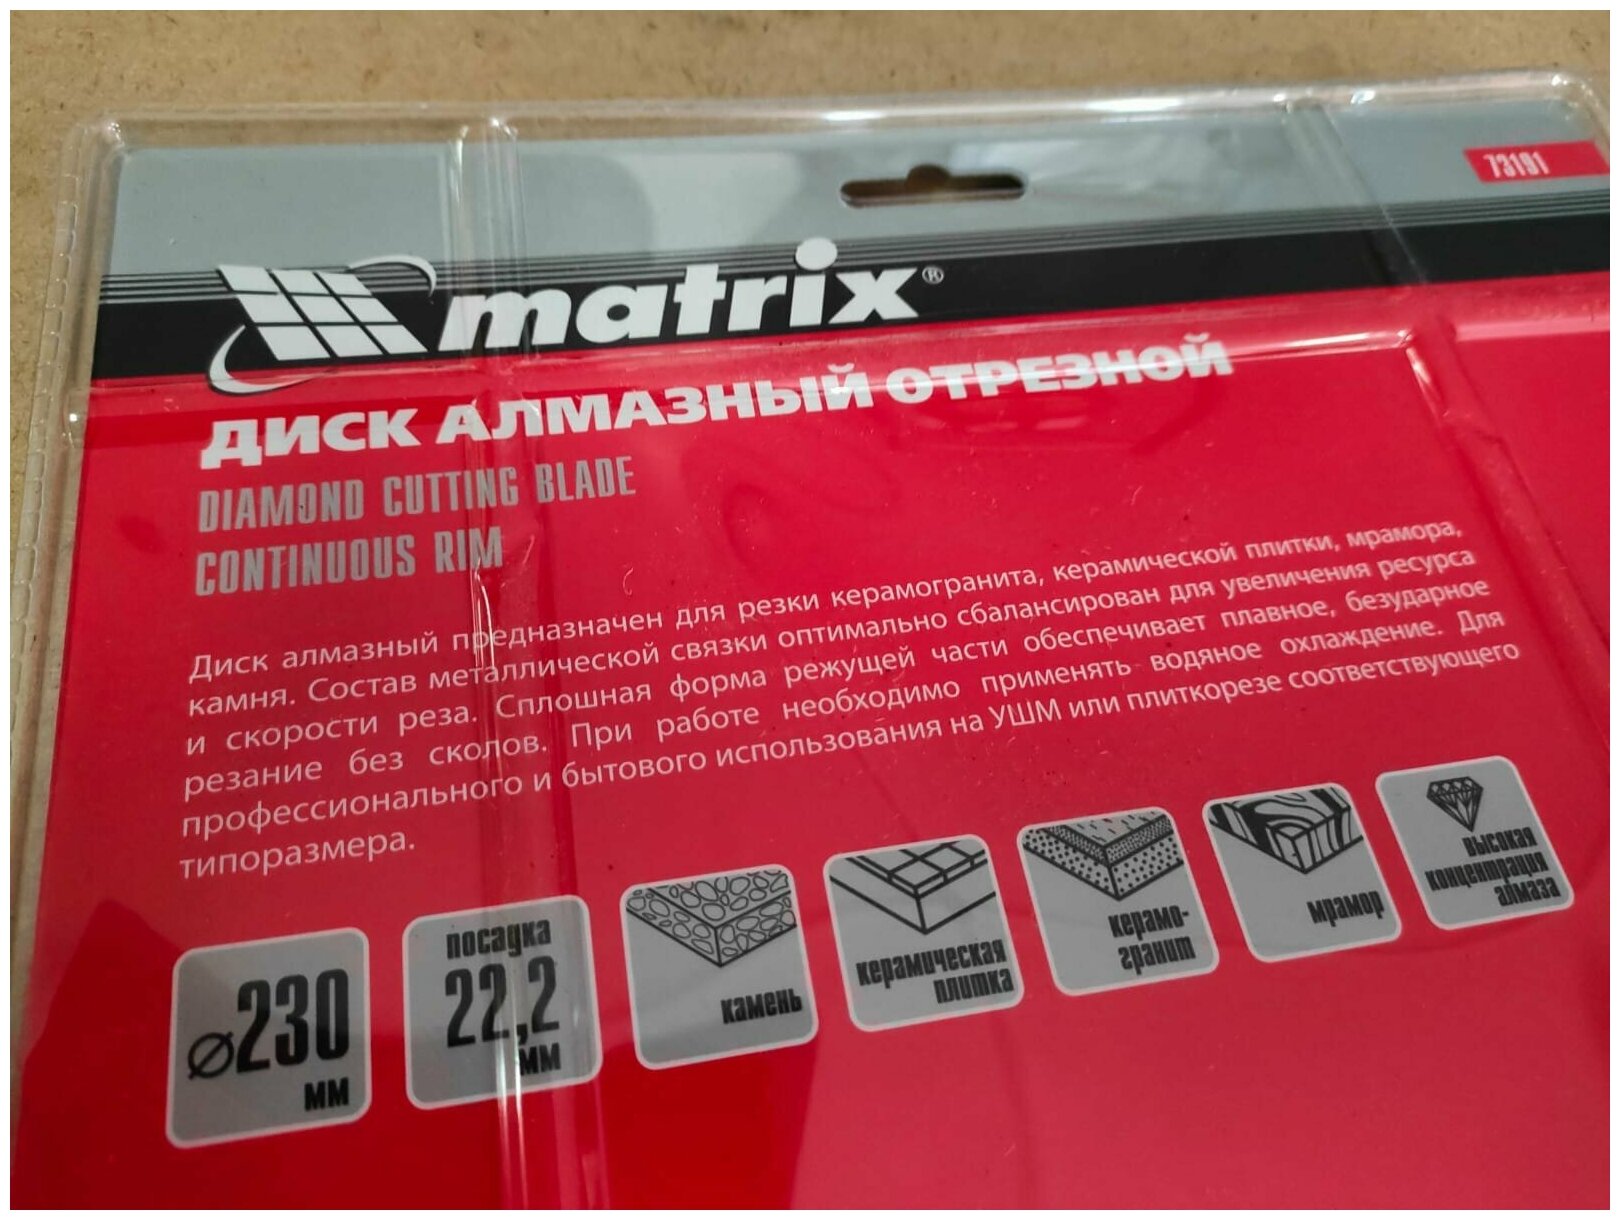 73191
matrix®
ДИСК АЛМАЗНЫЙ ОТРЕЗНОЙ
DIAMOND CUTTING BLADE
CONTINUOUS RIM
Диск алмазный предназначен для резки керамогранита, керамической плитки, мрамора,
камня. Состав металлической связки оптимально сбалансирован для увеличения ресурса
и скорости реза. Сплошная форма режущей части обеспечивает плавное, безударное
резание без сколов. При работе необходимо применять водяное охлаждение. Для
профессионального и бытового использования на УШМ или плиткорезе соответствующего
типоразмера.
⌀230
мм
посадка
22,2
мм
камень
керамическая
плитка
керамо-
гранит
мрамор
высокая
концентрация
алмаза